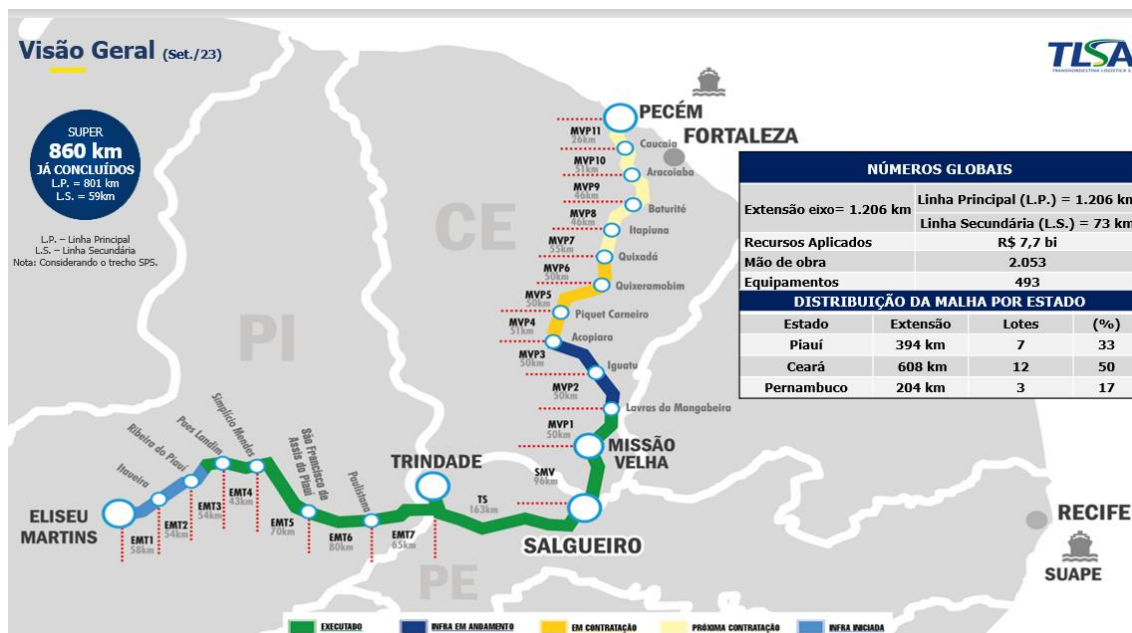 Visão Geral (Set./23)
TLSA
TRANSNORDESTINA LOGÍSTICA S.
SUPER
860 km
JÁ CONCLUÍDOS
L.P. = 801 km
L.S. = 59km
L.P. – Linha Principal
L.S. – Linha Secundária
Nota: Considerando o trecho SPS.
PECÉM
FORTALEZA
MVP11
26km
Caucaia
MVP10
51km
Aracoiaba
MVP9
46km
Baturité
MVP8
46km
Itapiuna
MVP7
55km
Quixadá
MVP6
50km
Quixeramobim
MVP5
50km
Piquet Carneiro
MVP4
51km
Acopiara
MVP3
50km
Iguatu
MVP2
50km
Lavras da Mangabeira
MVP1
50km
MISSÃO
VELHA
SMV
96km
CE
PI
PE
NÚMEROS GLOBAIS
Extensão eixo= 1.206 km
Linha Principal (L.P.) = 1.206 km
Linha Secundária (L.S.) = 73 km
Recursos Aplicados R$ 7,7 bi
Mão de obra 2.053
Equipamentos 493
DISTRIBUIÇÃO DA MALHA POR ESTADO
Estado Extensão Lotes (%)
Piauí 394 km 7 33
Ceará 608 km 12 50
Pernambuco 204 km 3 17
TRINDADE
TS
163km
SALGUEIRO
ELISEU
MARTINS
Itaueira
Ribeira do Piauí
Paes Landim
Simplício Mendes
São Francisco de
Assis do Piauí
Paulistana
EMT1
58km
EMT2
54km
EMT3
54km
EMT4
43km
EMT5
70km
EMT6
80km
EMT7
65km
RECIFE
SUAPE
EXECUTADO
INFRA EM ANDAMENTO
EM CONTRATAÇÃO
PRÓXIMA CONTRATAÇÃO
INFRA INICIADA